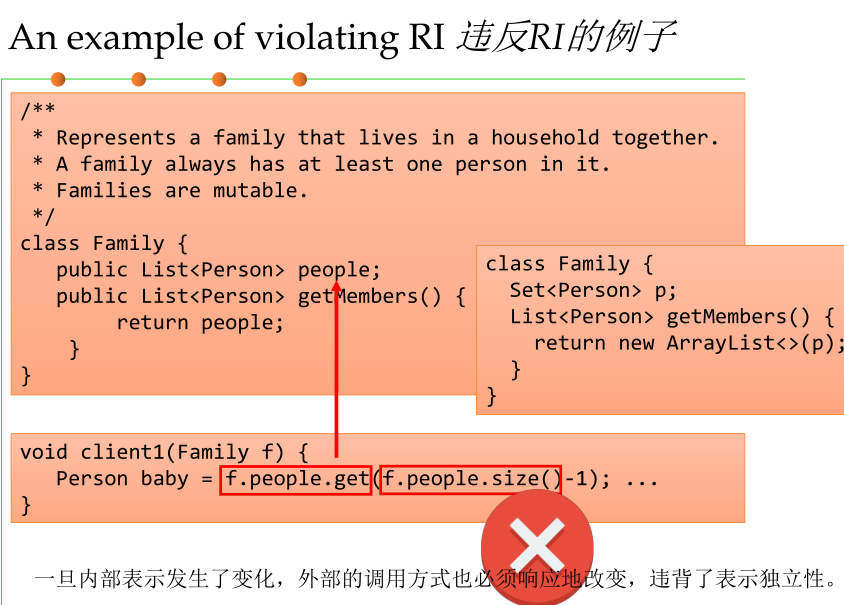 An example of violating RI 违反RI的例子
/**
 * Represents a family that lives in a household together.
 * A family always has at least one person in it.
 * Families are mutable.
 */
class Family {
   public List<Person> people;
   public List<Person> getMembers() {
        return people;
    }
}
class Family {
  Set<Person> p;
  List<Person> getMembers() {
    return new ArrayList<>(p);
  }
}
void client1(Family f) {
   Person baby = f.people.get(f.people.size()-1); ...
}
一旦内部表示发生了变化，外部的调用方式也必须响应地改变，违背了表示独立性。